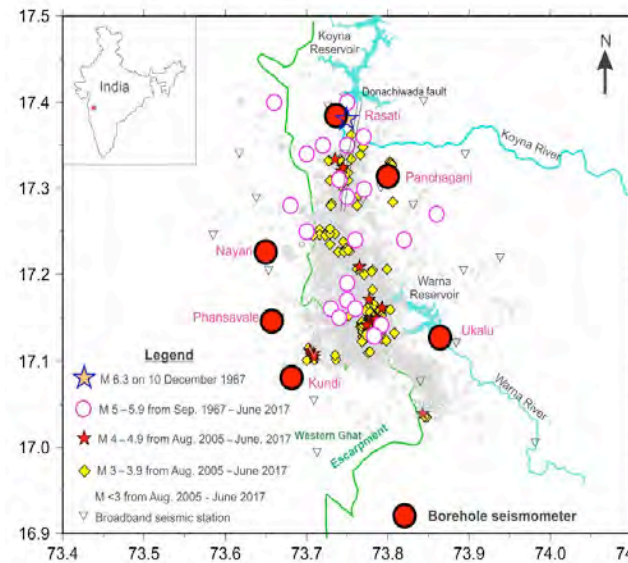 17.5
17.4
17.3
17.2
17.1
17.0
16.9
India
Koyna
Reservoir
N
Donachiwada fault
Rasati
Koyna River
Panchagani
Nayari
Warna
Reservoir
Phansavale
Ukalu
Kundi
Warna River
Western Ghat
Escarpment
Legend
M 6.3 on 10 December 1967
M 5–5.9 from Sep. 1967–June 2017
M 4–4.9 from Aug. 2005–June, 2017
M 3–3.9 from Aug. 2005–June 2017
M <3 from Aug. 2005 - June 2017
Broadband seismic station
Borehole seismometer
73.4 73.5 73.6 73.7 73.8 73.9 74.0